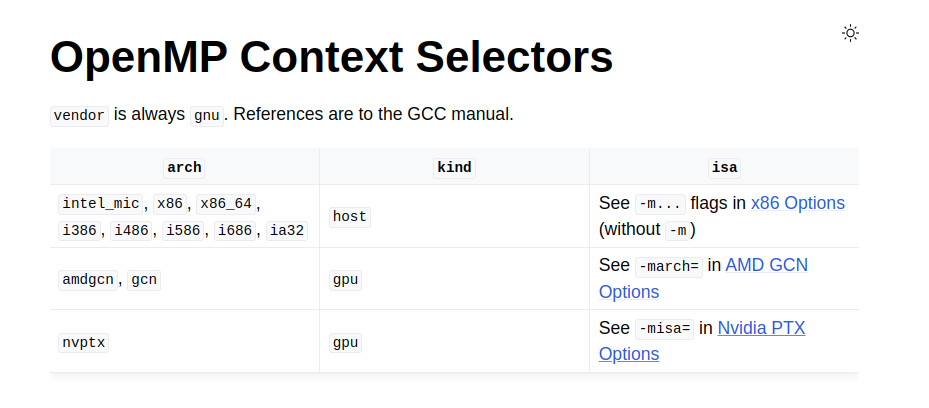 OpenMP Context Selectors
vendor is always gnu. References are to the GCC manual.
arch kind isa
intel_mic, x86, x86_64,
i386, i486, i586, i686, ia32
host
See -m... flags in x86 Options
(without -m)
amdgcn, gcn
gpu
See -march= in AMD GCN
Options
nvptx
gpu
See -misa= in Nvidia PTX
Options